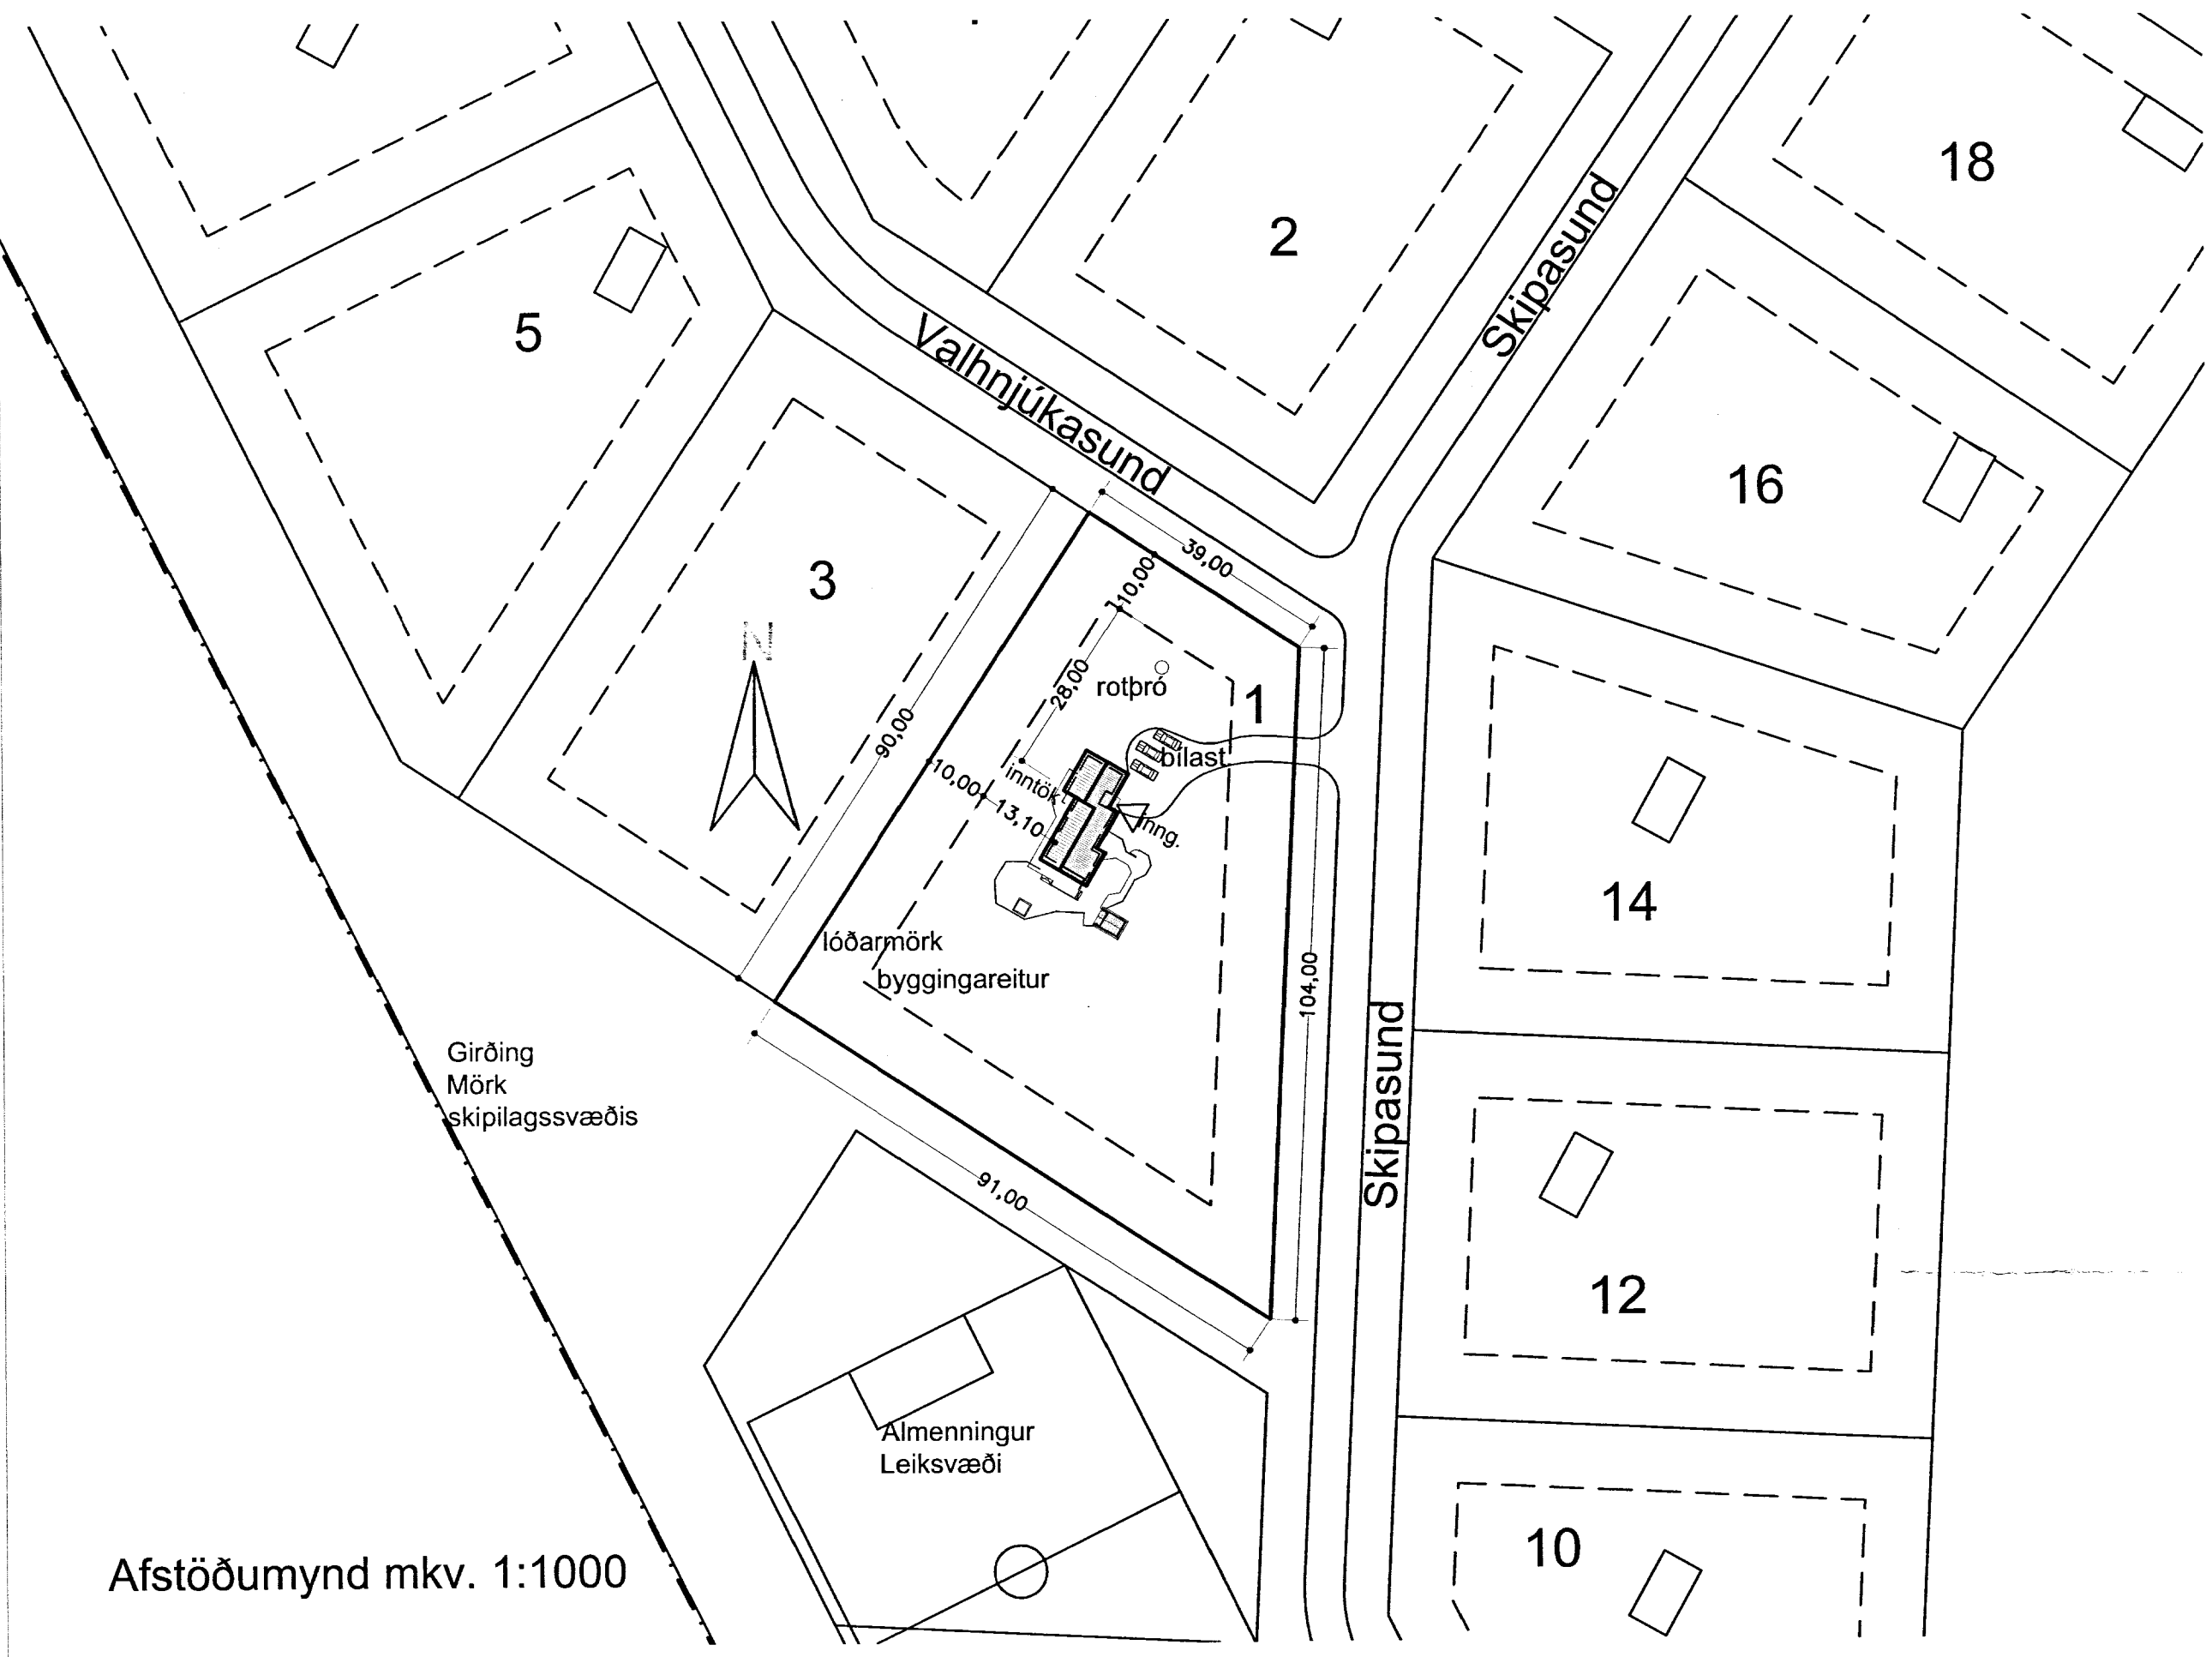 18
2
Skipasund
5
Valhnjúkasund
16
3
39,00
10,00
N
28,00
rotþró
1
90,00
bílast.
inntök
10,00
13,10
inng.
14
lóðarmörk
byggingareitur
104,00
Skipasund
Girðing
Mörk
skipilagssvæðis
91,00
12
Almenningur
Leiksvæði
10
Afstöðumynd mkv. 1:1000